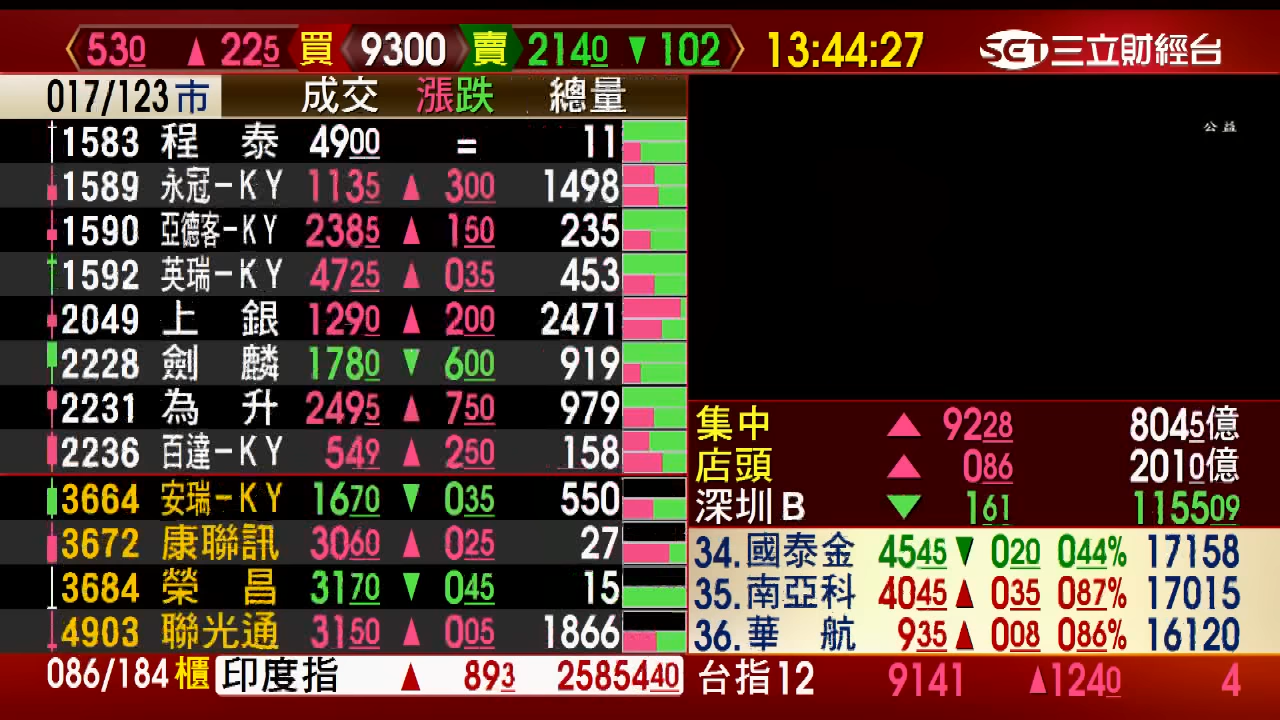 530 ▲ 225 買 9300 賣 2140 ▼ 102 13:44:27 SET 三立財經台
017/123 市 成交 漲跌 總量
公益
1583 程 泰 4900 = 11
1589 永冠-KY 1135 ▲ 300 1498
1590 亞德客-KY 2385 ▲ 150 235
1592 英瑞-KY 4725 ▲ 035 453
2049 上 銀 1290 ▲ 200 2471
2228 劍 麟 1780 ▼ 600 919
2231 為 升 2495 ▲ 750 979
2236 百達-KY 549 ▲ 250 158
3664 安瑞-KY 1670 ▼ 035 550
3672 康聯訊 3060 ▲ 025 27
3684 榮 昌 3170 ▼ 045 15
4903 聯光通 3150 ▲ 005 1866
086/184 櫃 印度指 ▲ 893 2585440
集中 ▲ 9228 8045億
店頭 ▲ 086 2010億
深圳B ▼ 161 115509
34.國泰金 4545 ▼ 020 044% 17158
35.南亞科 4045 ▲ 035 087% 17015
36.華 航 935 ▲ 008 086% 16120
台指12 9141 ▲1240 4